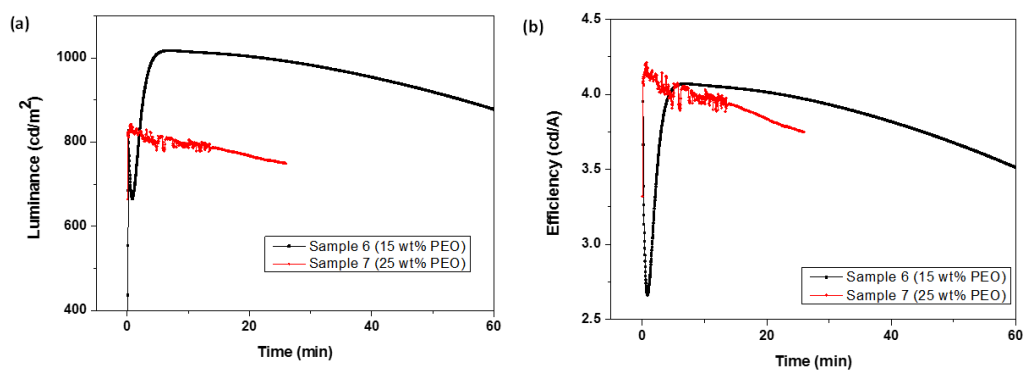 (a)
Luminance (cd/m²)
1000
800
600
400
Sample 6 (15 wt% PEO)
Sample 7 (25 wt% PEO)
0 20 40 60
Time (min)
(b)
Efficiency (cd/A)
4.5
4.0
3.5
3.0
2.5
Sample 6 (15 wt% PEO)
Sample 7 (25 wt% PEO)
0 20 40 60
Time (min)